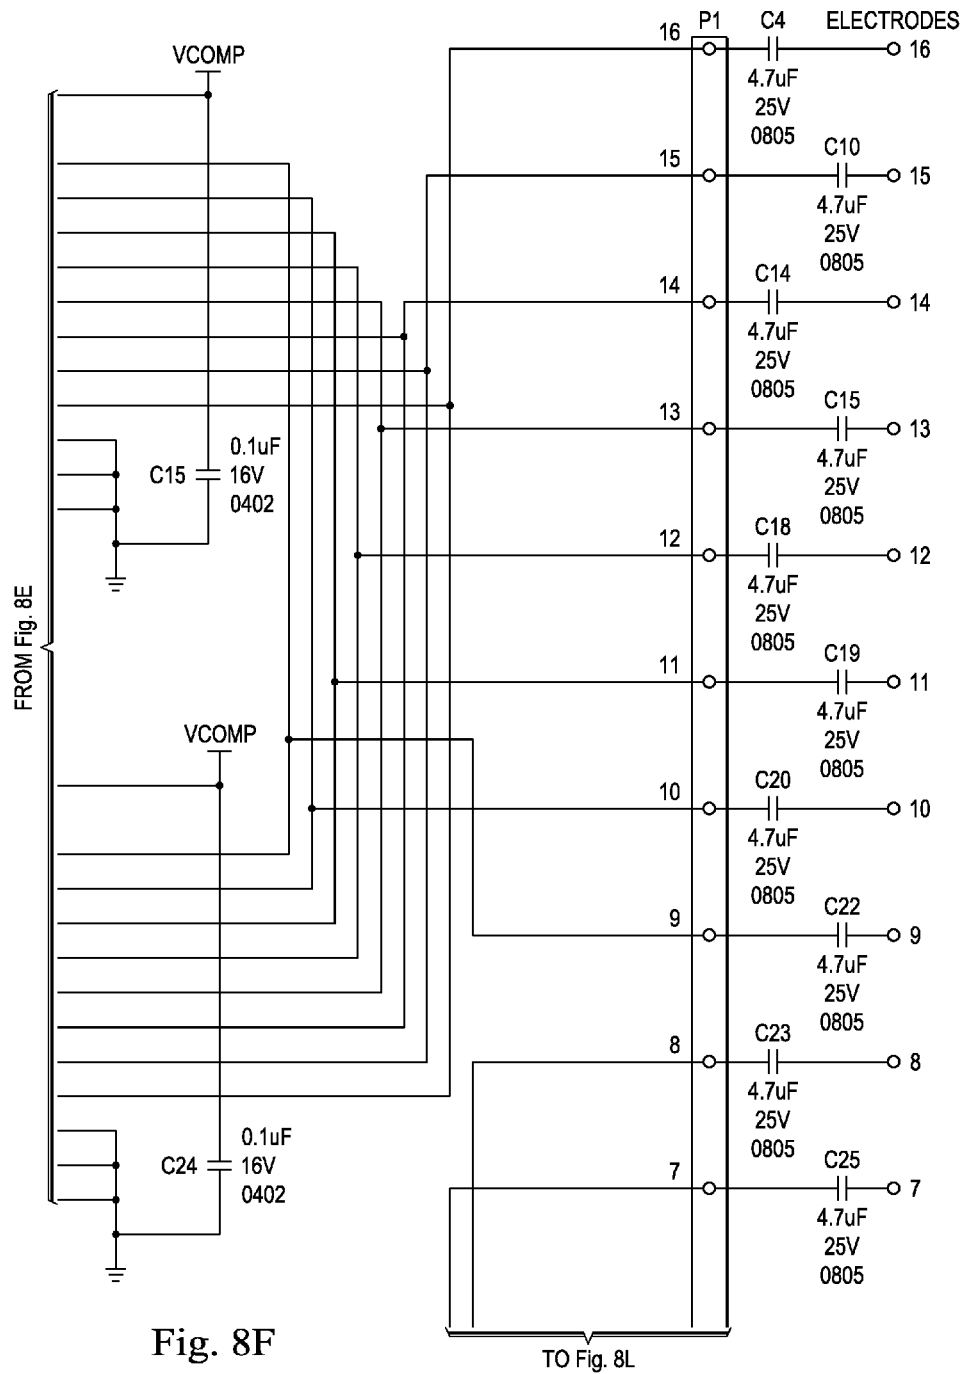 P1 C4 ELECTRODES
16 16
VCOMP
4.7uF
25V
0805
15 C10 15
4.7uF
25V
0805
14 C14 14
4.7uF
25V
0805
13 C15 13
4.7uF
25V
0805
0.1uF
C15 16V
0402
12 C18 12
4.7uF
25V
0805
FROM Fig. 8E
11 C19 11
4.7uF
25V
0805
VCOMP
10 C20 10
4.7uF
25V
0805
9 C22 9
4.7uF
25V
0805
8 C23 8
4.7uF
25V
0805
0.1uF
C24 16V
0402
7 C25 7
4.7uF
25V
0805
Fig. 8F
TO Fig. 8L